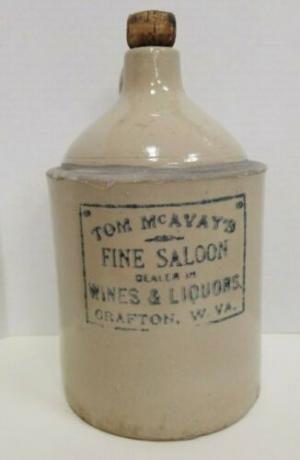 TOM McAVAY'S
FINE SALOON
DEALER IN
WINES & LIQUORS.
GRAFTON, W. VA.